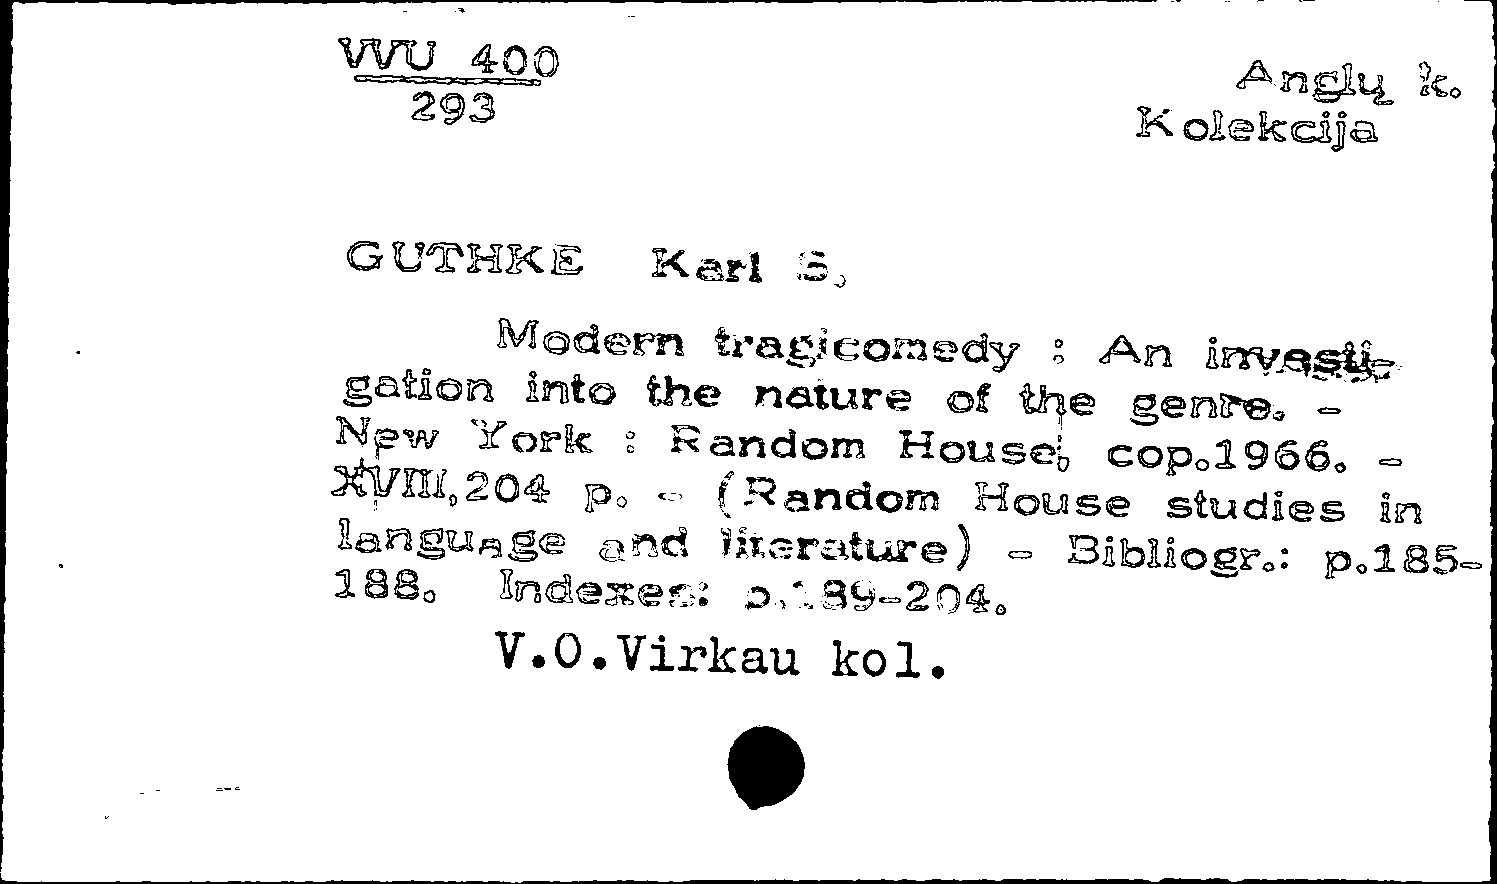 VVU 400
293
Anglų k.
Kolekcija
GUTHKE Karl S.
Modern tragicomedy : An investi-
gation into the nature of the genre. -
New York : Random House, cop.1966. -
XVIII,204 p. - (Random House studies in
language and literature) - Bibliogr.: p.185-
188. Indexes: p.189-204.
V.O.Virkau kol.